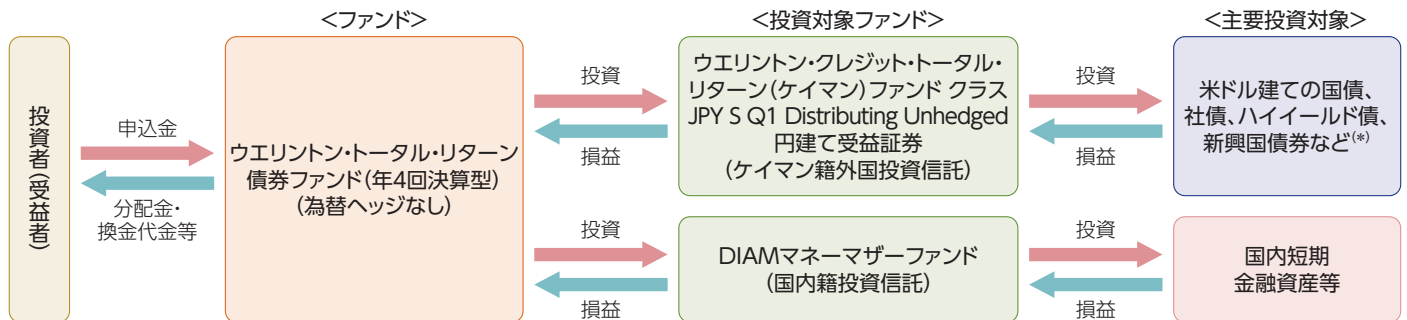 <ファンド>
<投資対象ファンド>
<主要投資対象>
投資者(受益者)
申込金
分配金・
換金代金等
ウエリントン・トータル・リターン
債券ファンド(年4回決算型)
(為替ヘッジなし)
投資
損益
ウエリントン・クレジット・トータル・
リターン(ケイマン)ファンド クラス
JPY S Q1 Distributing Unhedged
円建て受益証券
(ケイマン籍外国投資信託)
投資
損益
米ドル建ての国債、
社債、ハイイールド債、
新興国債券など(*)
投資
損益
DIAMマネーマザーファンド
(国内籍投資信託)
投資
損益
国内短期
金融資産等